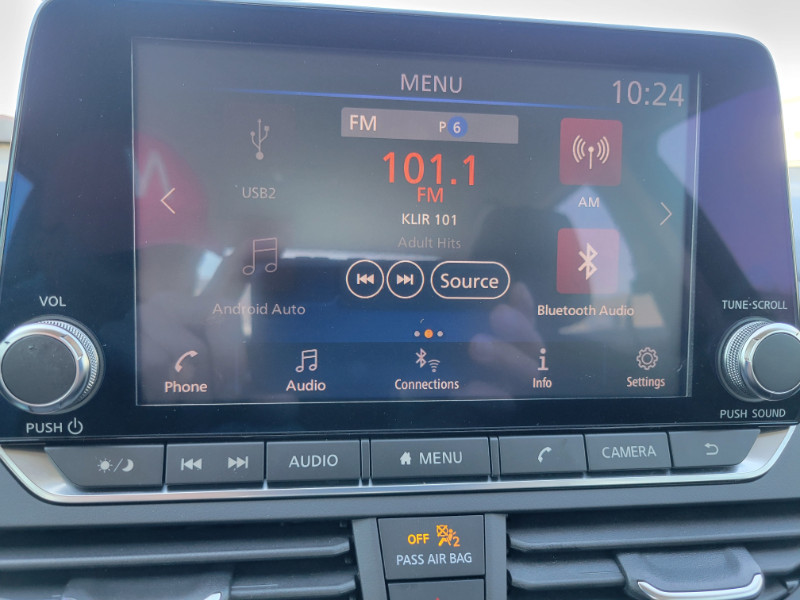 MENU
10:24
FM P 6
101.1
FM
KLIR 101
Adult Hits
Source
USB2
Android Auto
AM
Bluetooth Audio
Phone
Audio
Connections
Info
Settings
VOL
PUSH
TUNE·SCROLL
PUSH SOUND
AUDIO
MENU
CAMERA
OFF 2
PASS AIR BAG